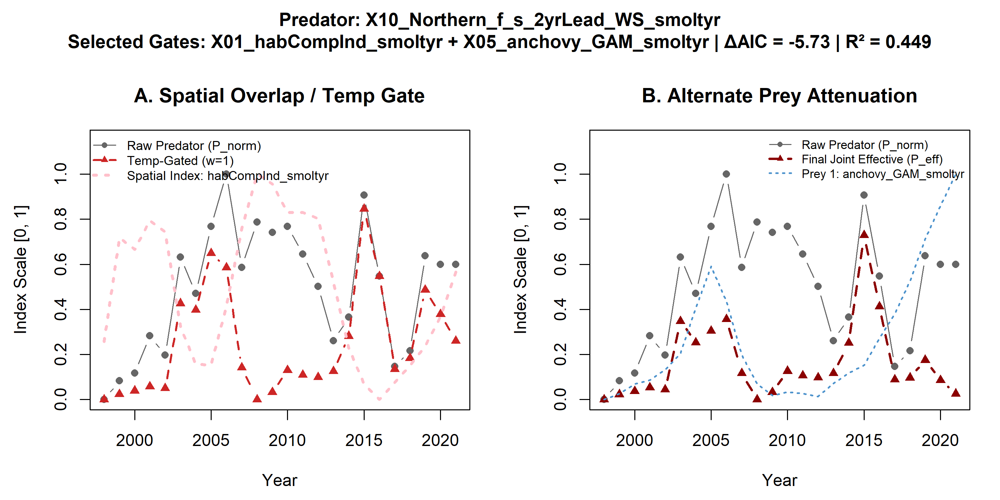 Predator: X10_Northern_f_s_2yrLead_WS_smoltyr
Selected Gates: X01_habCompInd_smoltyr + X05_anchovy_GAM_smoltyr | ΔAIC = -5.73 | R² = 0.449
A. Spatial Overlap / Temp Gate
Raw Predator (P_norm)
Temp-Gated (w=1)
Spatial Index: habCompInd_smoltyr
Index Scale [0, 1]
0.0 0.2 0.4 0.6 0.8 1.0
2000 2005 2010 2015 2020
Year
B. Alternate Prey Attenuation
Raw Predator (P_norm)
Final Joint Effective (P_eff)
Prey 1: anchovy_GAM_smoltyr
Index Scale [0, 1]
0.0 0.2 0.4 0.6 0.8 1.0
2000 2005 2010 2015 2020
Year